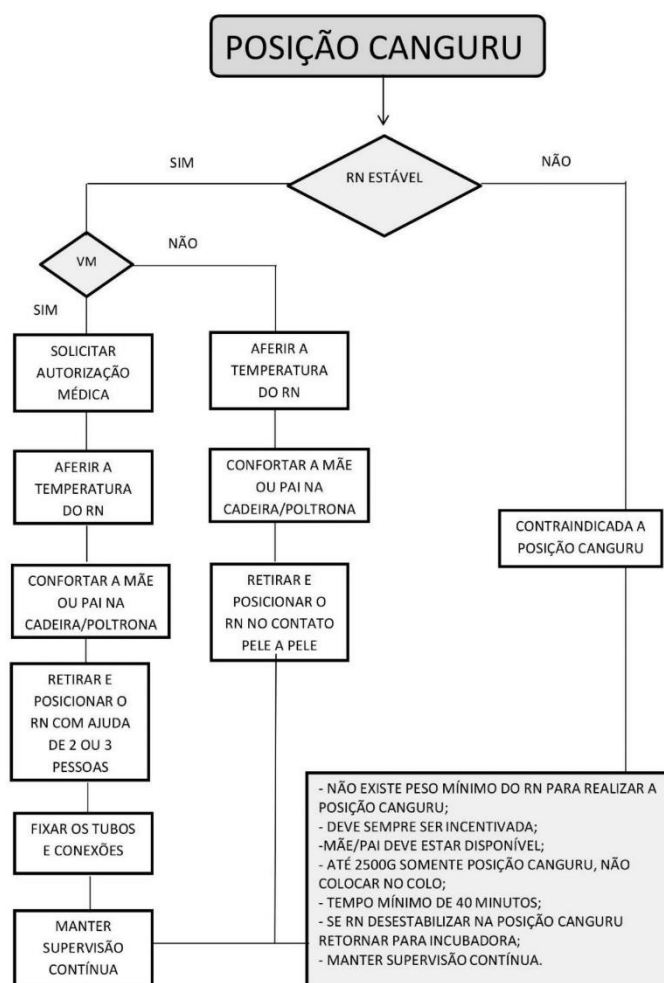 POSIÇÃO CANGURU
RN ESTÁVEL
SIM
NÃO
VM
NÃO
SIM
SOLICITAR
AUTORIZAÇÃO
MÉDICA
AFERIR A
TEMPERATURA
DO RN
CONFORTAR A MÃE
OU PAI NA
CADEIRA/POLTRONA
RETIRAR E
POSICIONAR O
RN COM AJUDA
DE 2 OU 3
PESSOAS
FIXAR OS TUBOS
E CONEXÕES
MANTER
SUPERVISÃO
CONTÍNUA
AFERIR A
TEMPERATURA
DO RN
CONFORTAR A MÃE
OU PAI NA
CADEIRA/POLTRONA
RETIRAR E
POSICIONAR O
RN NO CONTATO
PELE A PELE
CONTRAINDICADA A
POSIÇÃO CANGURU
- NÃO EXISTE PESO MÍNIMO DO RN PARA REALIZAR A
POSIÇÃO CANGURU;
- DEVE SEMPRE SER INCENTIVADA;
-MÃE/PAI DEVE ESTAR DISPONÍVEL;
- ATÉ 2500G SOMENTE POSIÇÃO CANGURU, NÃO
COLOCAR NO COLO;
- TEMPO MÍNIMO DE 40 MINUTOS;
- SE RN DESESTABILIZAR NA POSIÇÃO CANGURU
RETORNAR PARA INCUBADORA;
- MANTER SUPERVISÃO CONTÍNUA.